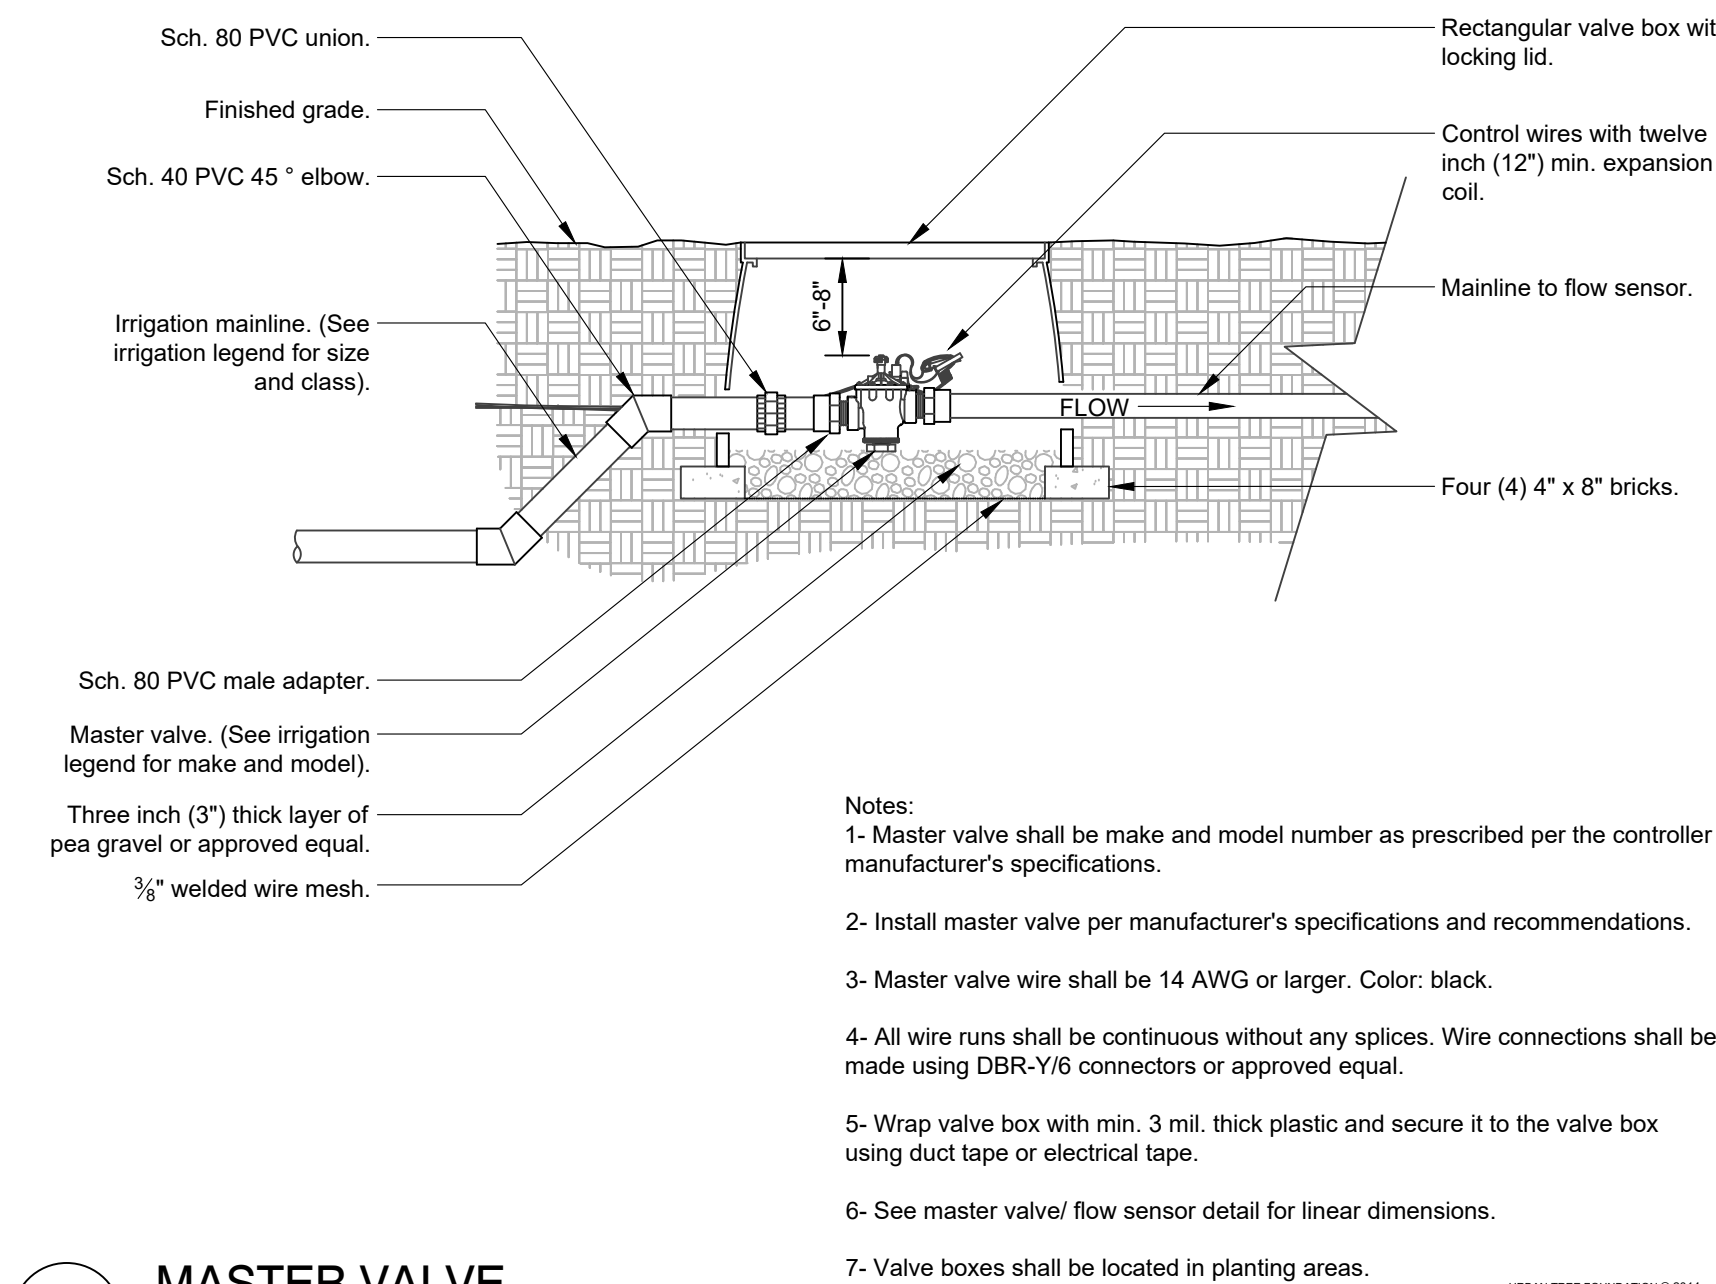 Sch. 80 PVC union.
Finished grade.
Sch. 40 PVC 45 ° elbow.
Irrigation mainline. (See
irrigation legend for size
and class).
Sch. 80 PVC male adapter.
Master valve. (See irrigation
legend for make and model).
Three inch (3") thick layer of
pea gravel or approved equal.
⅜" welded wire mesh.
6"-8"
FLOW
Rectangular valve box wit
locking lid.
Control wires with twelve
inch (12") min. expansion
coil.
Mainline to flow sensor.
Four (4) 4" x 8" bricks.
Notes:
1- Master valve shall be make and model number as prescribed per the controller
manufacturer's specifications.
2- Install master valve per manufacturer's specifications and recommendations.
3- Master valve wire shall be 14 AWG or larger. Color: black.
4- All wire runs shall be continuous without any splices. Wire connections shall be
made using DBR-Y/6 connectors or approved equal.
5- Wrap valve box with min. 3 mil. thick plastic and secure it to the valve box
using duct tape or electrical tape.
6- See master valve/ flow sensor detail for linear dimensions.
7- Valve boxes shall be located in planting areas.
MASTER VALVE